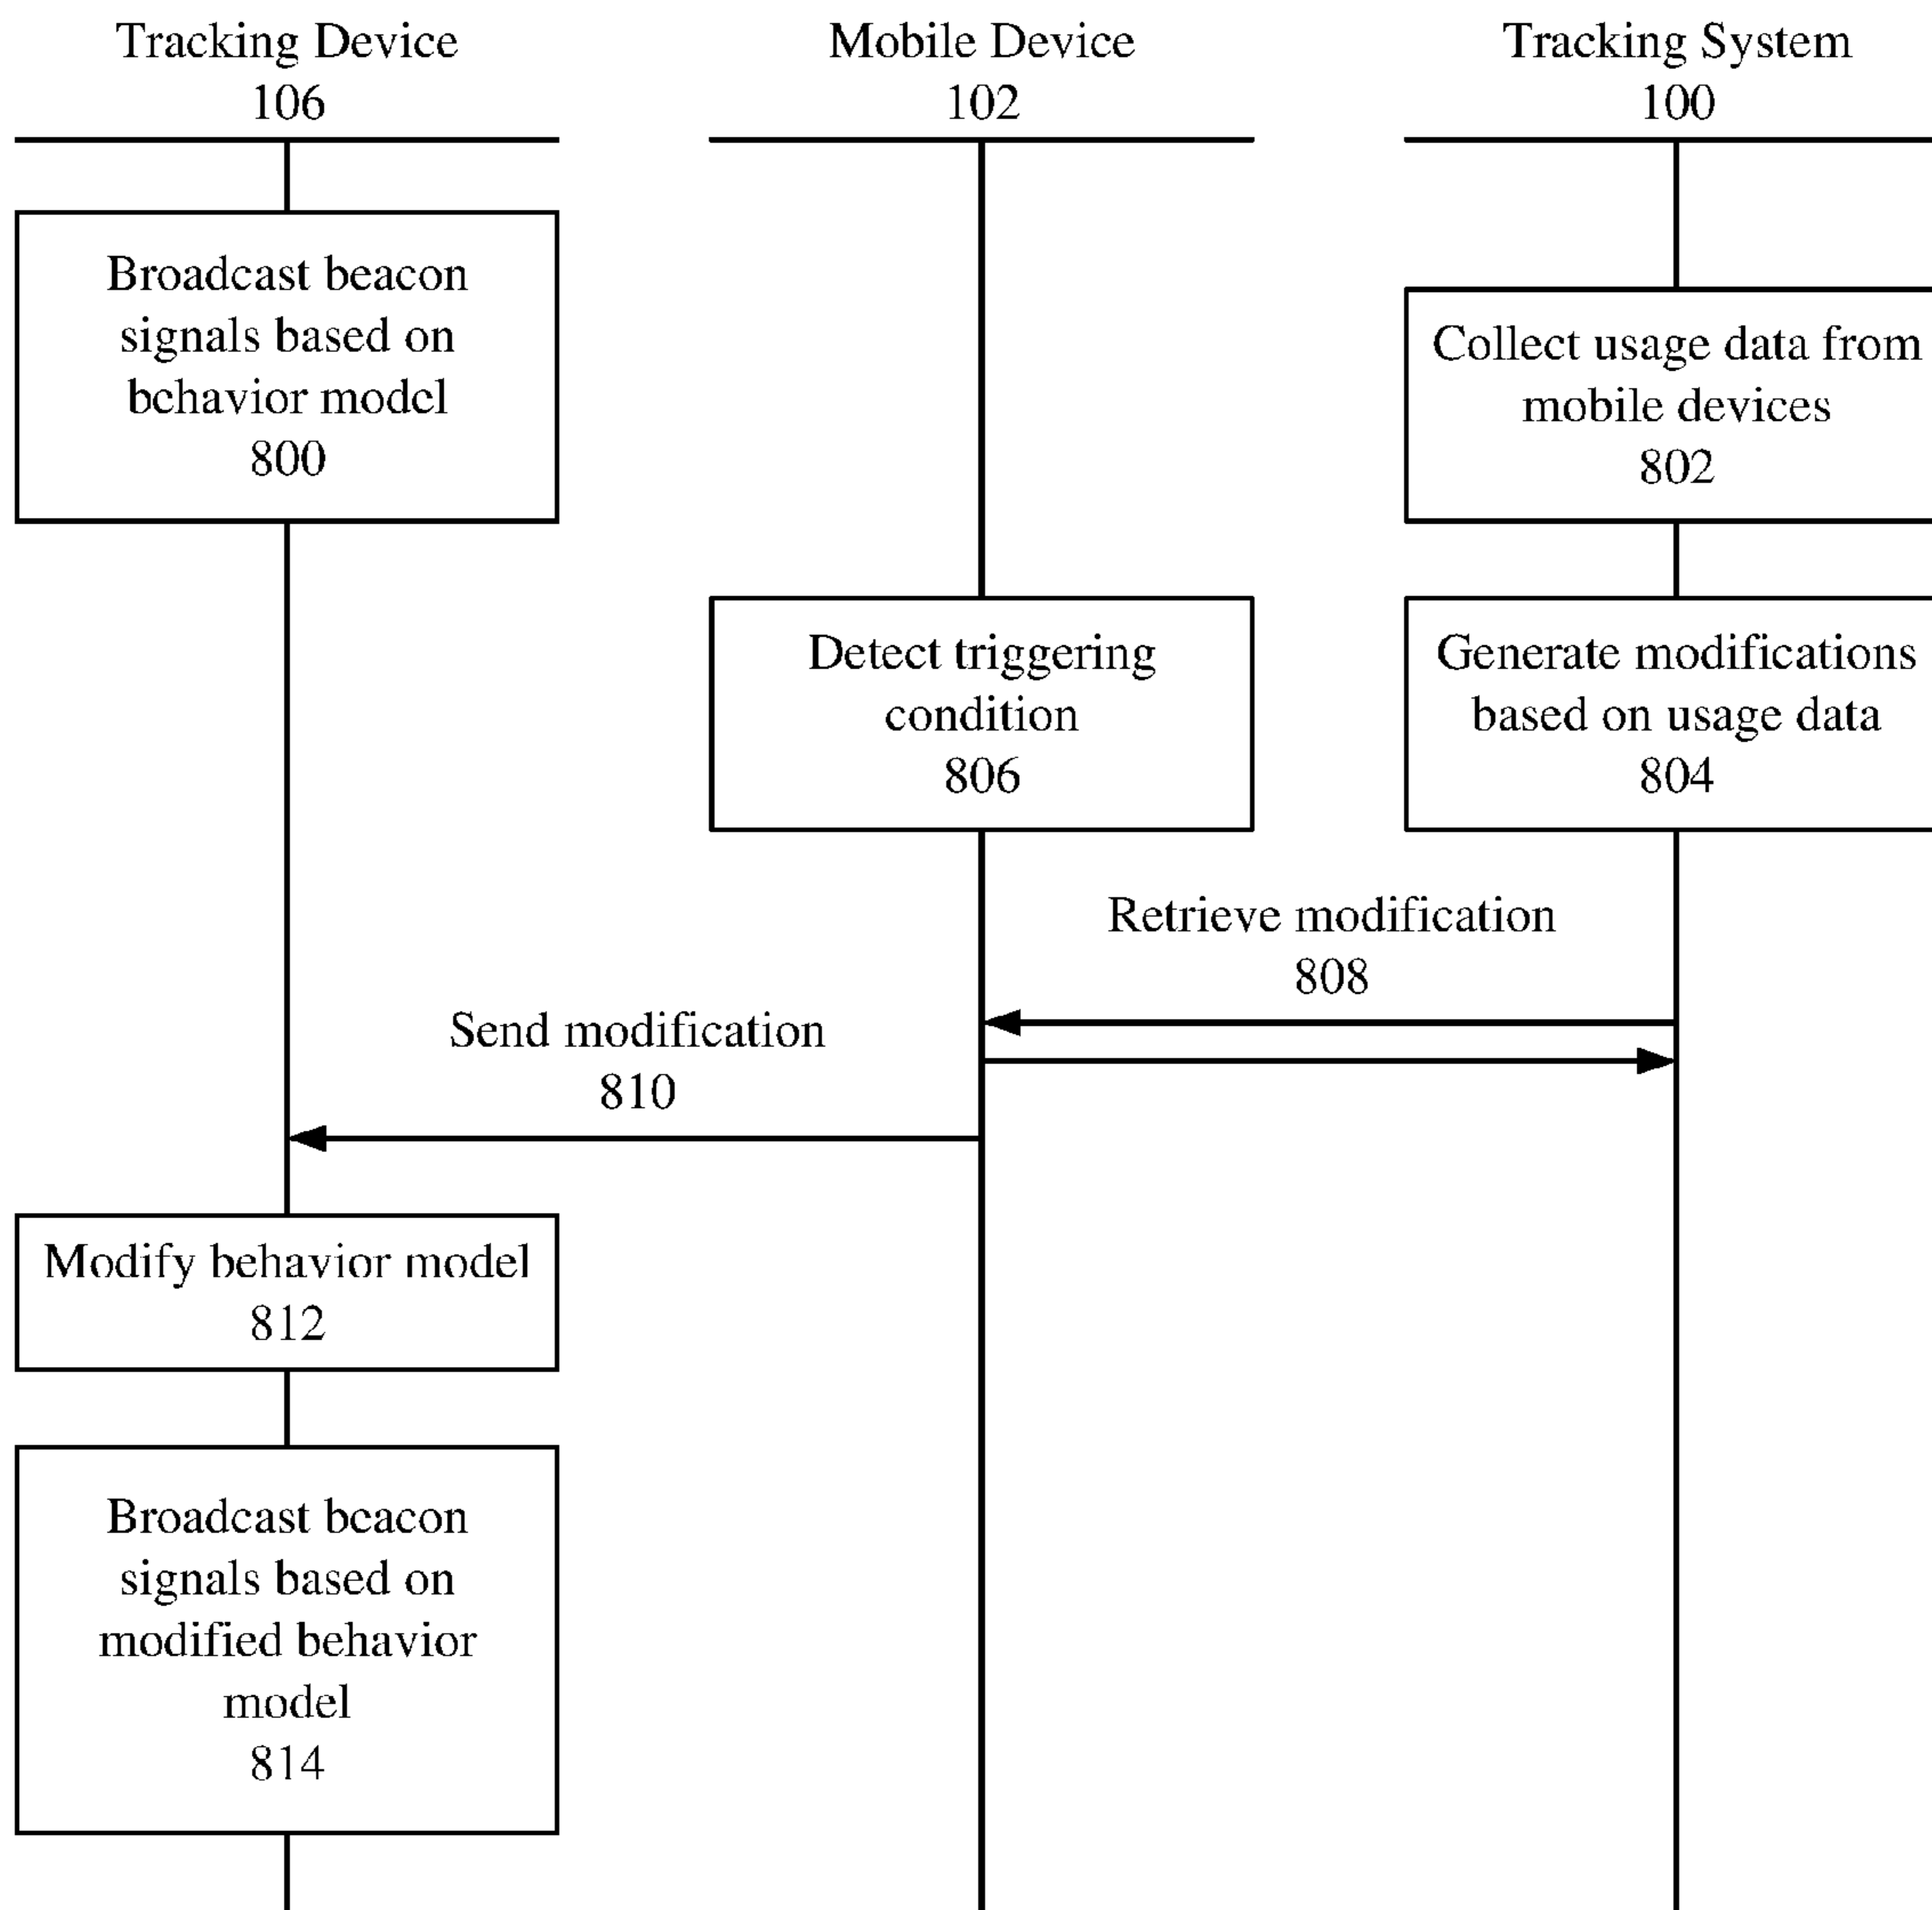 Tracking Device
106
Mobile Device
102
Tracking System
100
Broadcast beacon
signals based on
behavior model
800
Collect usage data from
mobile devices
802
Detect triggering
condition
806
Generate modifications
based on usage data
804
Retrieve modification
808
Send modification
810
Modify behavior model
812
Broadcast beacon
signals based on
modified behavior
model
814